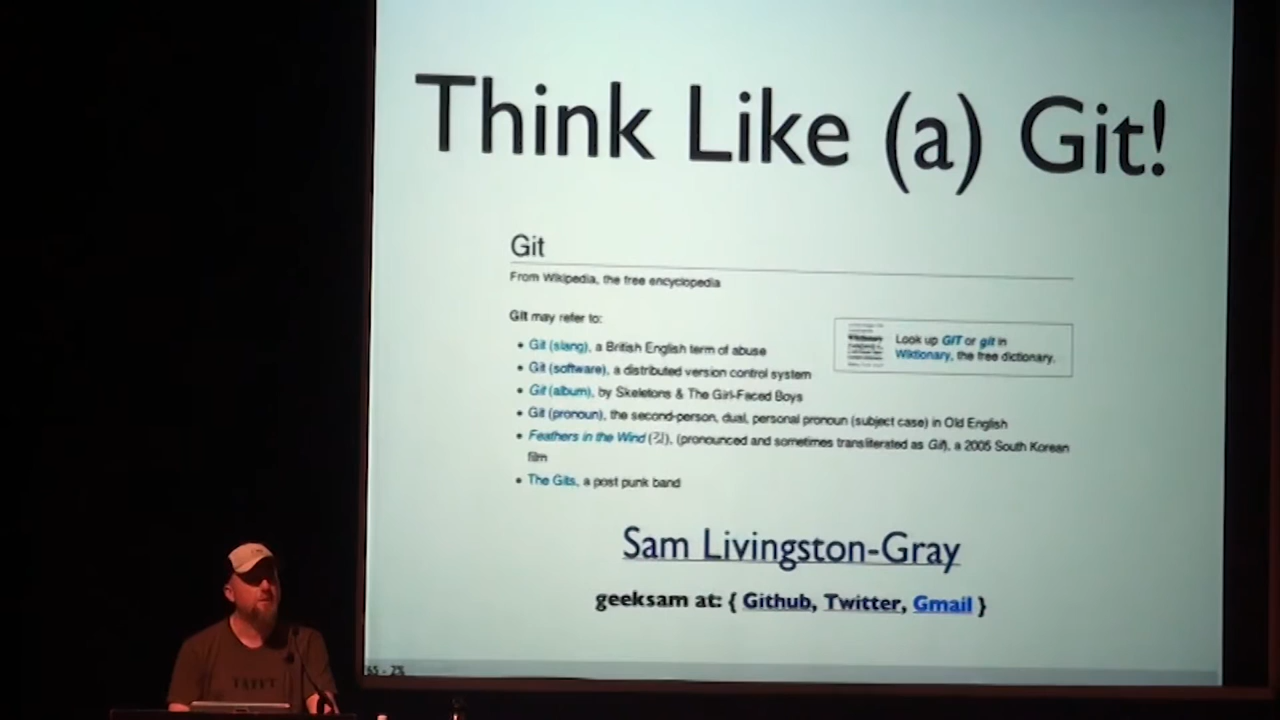 Think Like (a) Git!
Git
From Wikipedia, the free encyclopedia
Git may refer to:
• Git (slang), a British English term of abuse
• Git (software), a distributed version control system
• Git (album), by Skeletons & The Girl-Faced Boys
• Git (pronoun), the second-person, dual, personal pronoun (subject case) in Old English
• Feathers in the Wind (깃), (pronounced and sometimes transliterated as Git), a 2005 South Korean
film
• The Gits, a post punk band
Look up GIT or git in
Wiktionary, the free dictionary.
Sam Livingston-Gray
geeksam at: { Github, Twitter, Gmail }